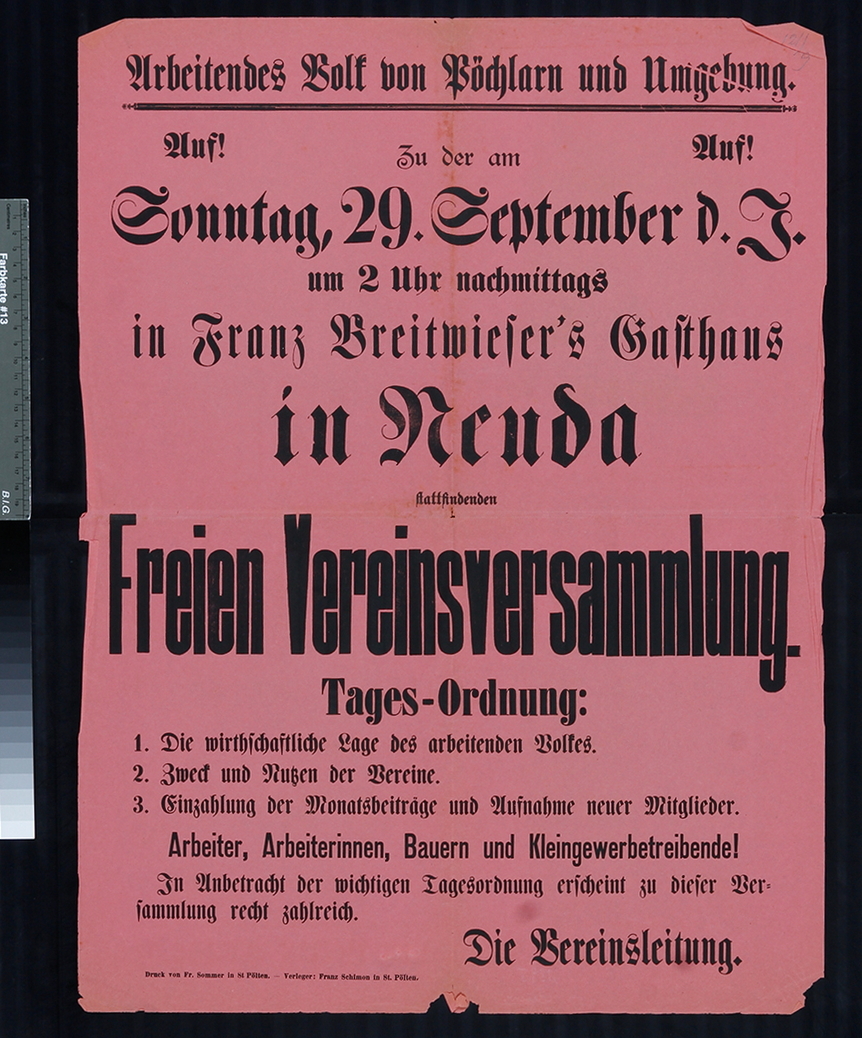 Arbeitendes Volk von Pöchlarn und Umgebung.
Auf! Auf!
Zu der am
Sonntag, 29. September d. J.
um 2 Uhr nachmittags
in Franz Breitwieser's Gasthaus
in Neuda
stattfindenden
Freien Vereinsversammlung.
Tages-Ordnung:
1. Die wirthschaftliche Lage des arbeitenden Volkes.
2. Zweck und Nutzen der Vereine.
3. Einzahlung der Monatsbeiträge und Aufnahme neuer Mitglieder.
Arbeiter, Arbeiterinnen, Bauern und Kleingewerbetreibende!
In Anbetracht der wichtigen Tagesordnung erscheint zu dieser Ver-
sammlung recht zahlreich.
Die Vereinsleitung.
Druck von Fr. Sommer in St Pölten. — Verleger: Franz Schimon in St. Pölten.
Farbkarte #13
B.I.G.
Centimetres